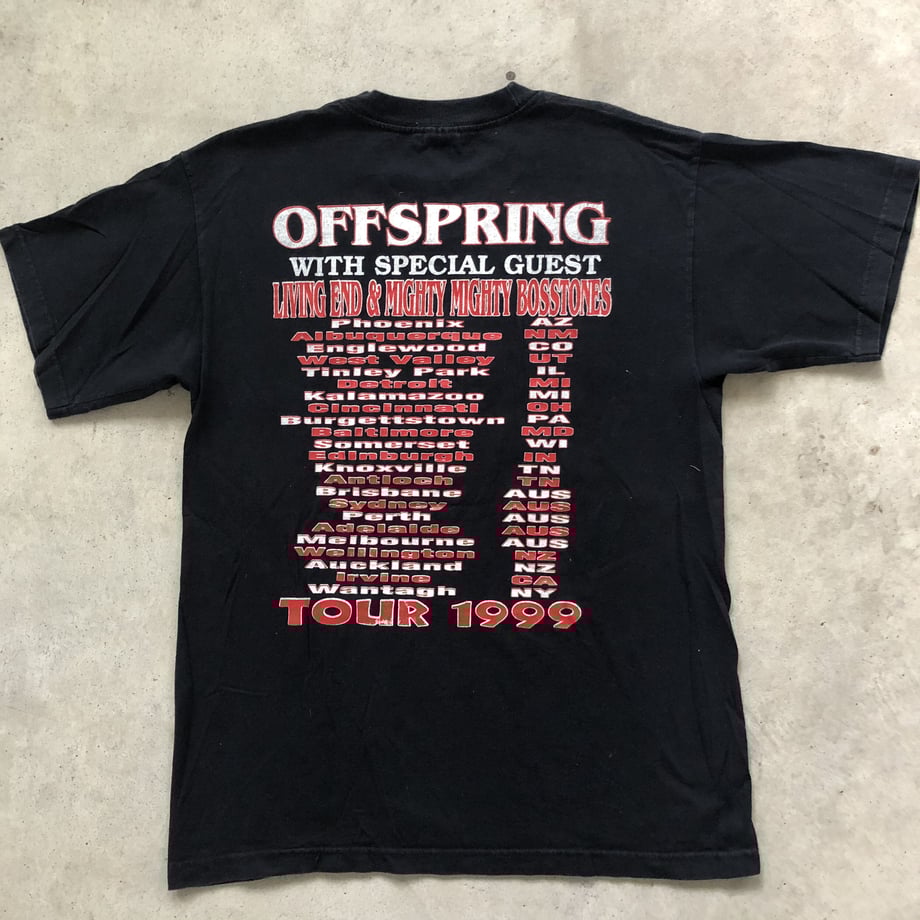 OFFSPRING
WITH SPECIAL GUEST
LIVING END & MIGHTY MIGHTY BOSSTONES
Phoenix AZ
Albuquerque NM
Englewood CO
West Valley UT
Tinley Park IL
Detroit MI
Kalamazoo MI
Cincinnati OH
Burgettstown PA
Baltimore MD
Somerset WI
Edinburgh IN
Knoxville TN
Antioch TN
Brisbane AUS
Sydney AUS
Perth AUS
Adelaide AUS
Melbourne AUS
Wellington NZ
Auckland NZ
Irvine CA
Wantagh NY
TOUR 1999